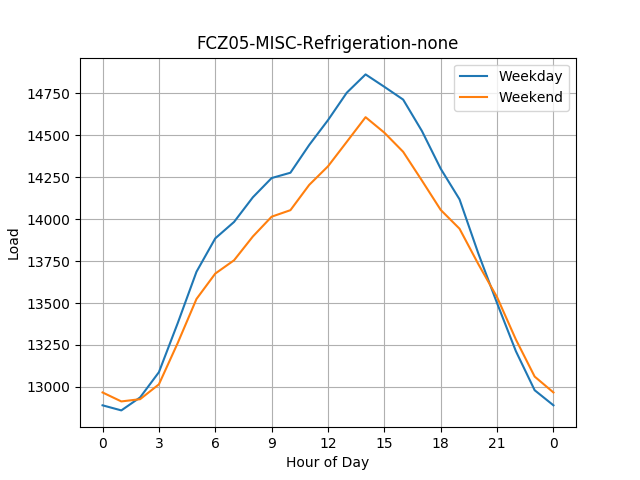 FCZ05-MISC-Refrigeration-none
Weekday
Weekend
14750
14500
14250
14000
13750
13500
13250
13000
Load
0 3 6 9 12 15 18 21 0
Hour of Day